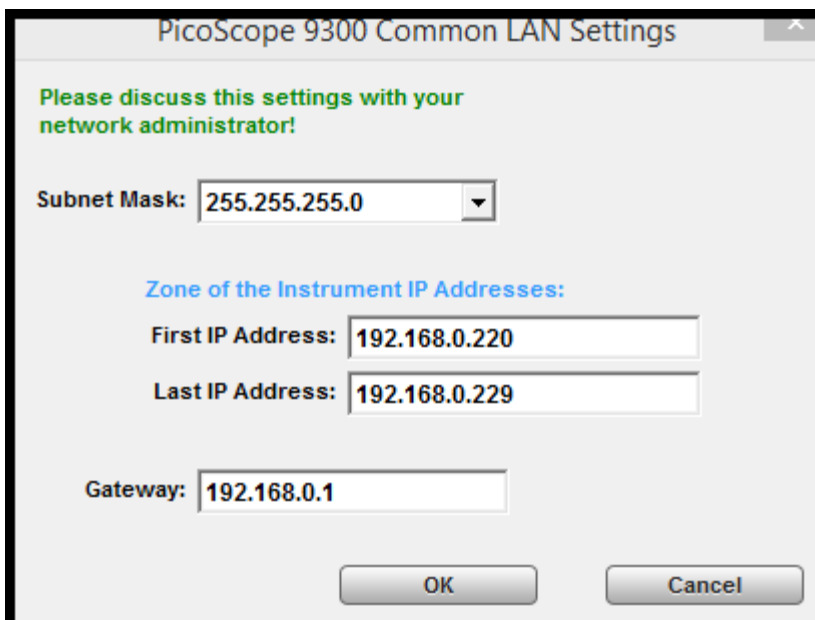 PicoScope 9300 Common LAN Settings
Please discuss this settings with your
network administrator!
Subnet Mask: 255.255.255.0
Zone of the Instrument IP Addresses:
First IP Address: 192.168.0.220
Last IP Address: 192.168.0.229
Gateway: 192.168.0.1
OK Cancel